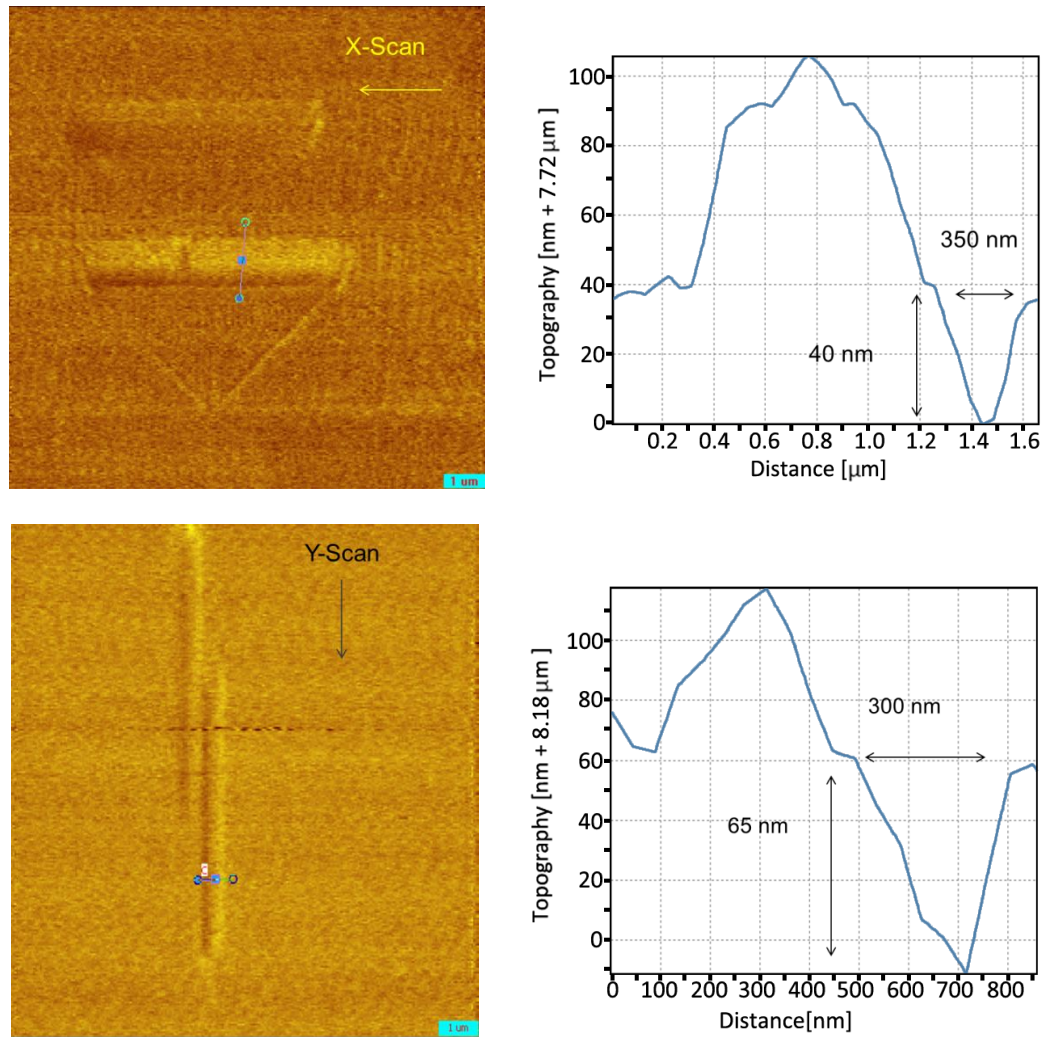 X-Scan
1 um
Topography [nm + 7.72 µm ]
100
80
60
40
20
0
350 nm
40 nm
0.2 0.4 0.6 0.8 1.0 1.2 1.4 1.6
Distance [µm]
Y-Scan
1 um
Topography [nm + 8.18 µm ]
100
80
60
40
20
0
300 nm
65 nm
0 100 200 300 400 500 600 700 800
Distance[nm]